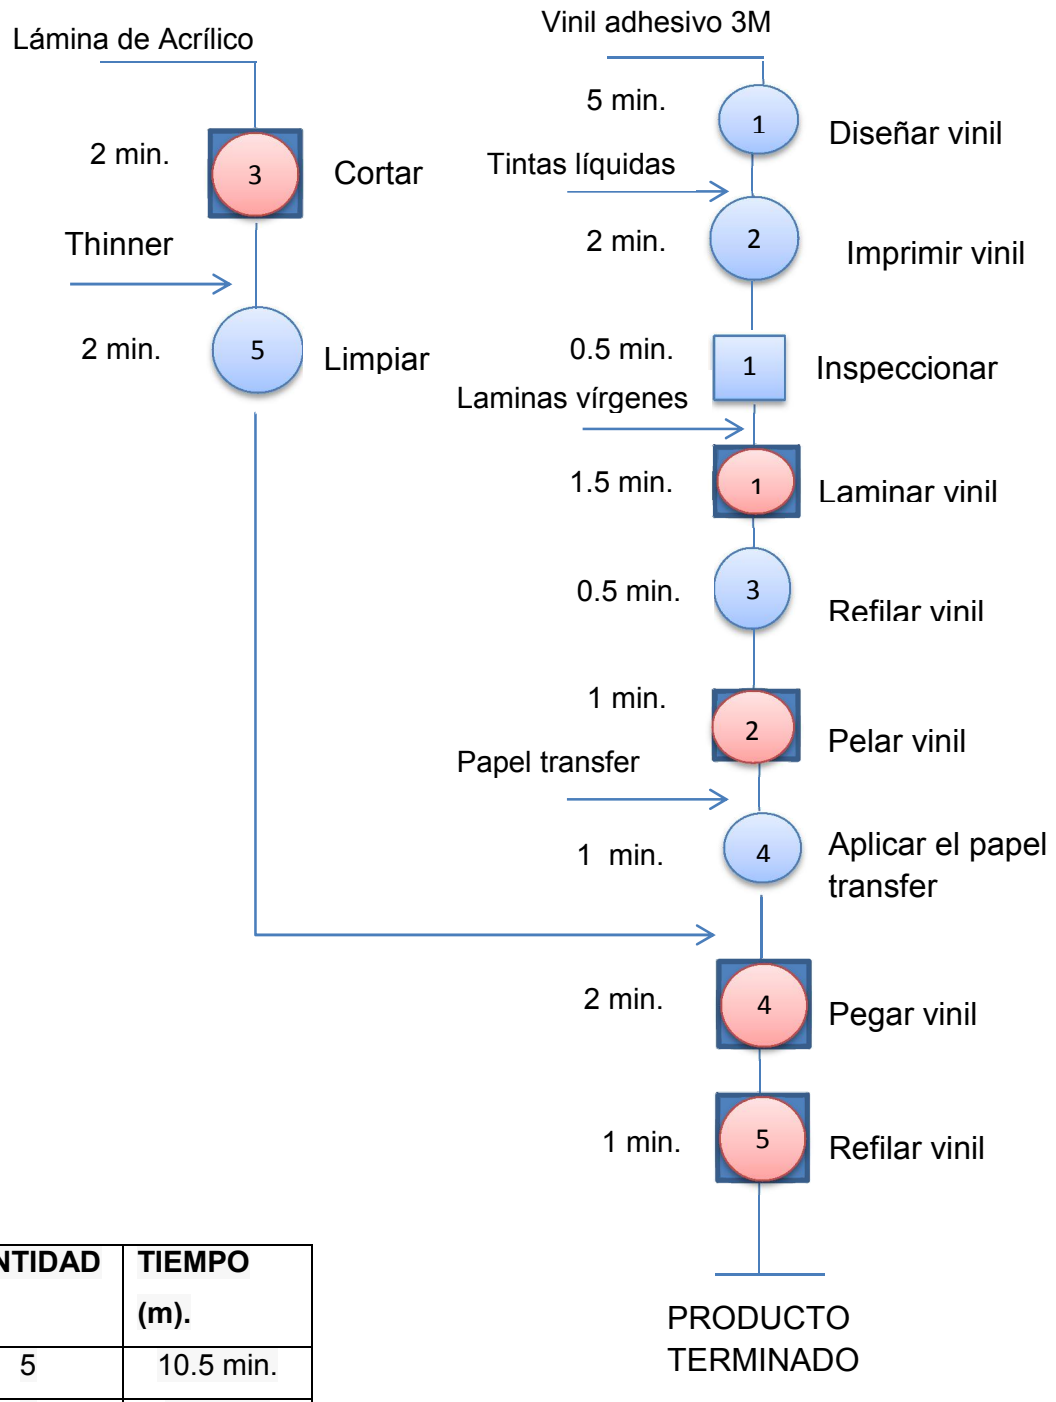 Lámina de Acrílico
2 min.
3
Cortar
Thinner
2 min.
5
Limpiar
Vinil adhesivo 3M
5 min.
1
Diseñar vinil
Tintas líquidas
2 min.
2
Imprimir vinil
0.5 min.
1
Inspeccionar
Laminas vírgenes
1.5 min.
1
Laminar vinil
0.5 min.
3
Refilar vinil
1 min.
2
Pelar vinil
Papel transfer
1 min.
4
Aplicar el papel
transfer
2 min.
4
Pegar vinil
1 min.
5
Refilar vinil
PRODUCTO
TERMINADO
NTIDAD
TIEMPO
(m).
5
10.5 min.